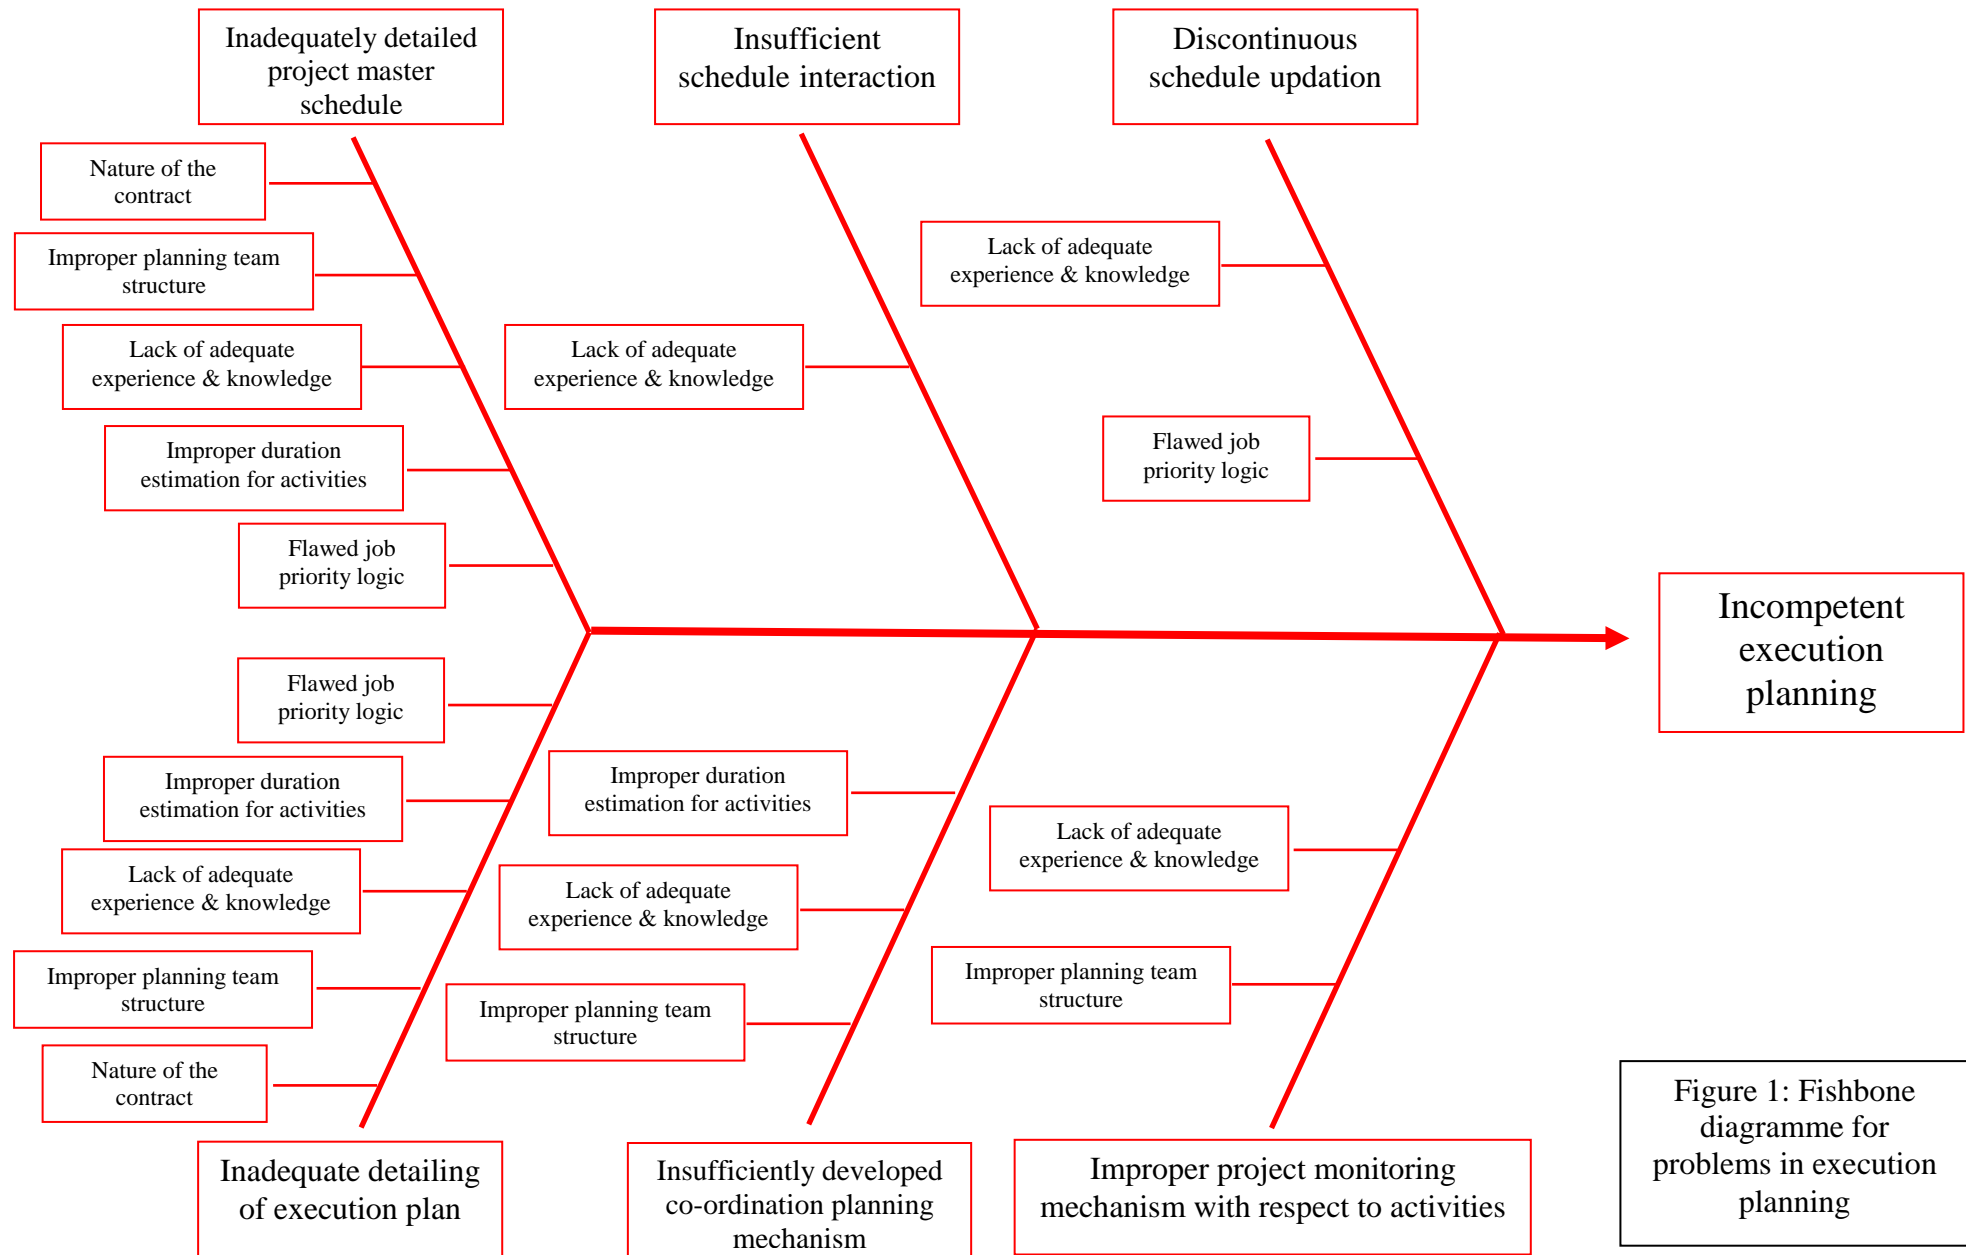 Inadequately detailed
project master
schedule
Insufficient
schedule interaction
Discontinuous
schedule updation
Nature of the
contract
Improper planning team
structure
Lack of adequate
experience & knowledge
Improper duration
estimation for activities
Flawed job
priority logic
Lack of adequate
experience & knowledge
Lack of adequate
experience & knowledge
Flawed job
priority logic
Incompetent
execution
planning
Flawed job
priority logic
Improper duration
estimation for activities
Lack of adequate
experience & knowledge
Improper planning team
structure
Nature of the
contract
Improper duration
estimation for activities
Lack of adequate
experience & knowledge
Improper planning team
structure
Lack of adequate
experience & knowledge
Improper planning team
structure
Inadequate detailing
of execution plan
Insufficiently developed
co-ordination planning
mechanism
Improper project monitoring
mechanism with respect to activities
Figure 1: Fishbone
diagramme for
problems in execution
planning